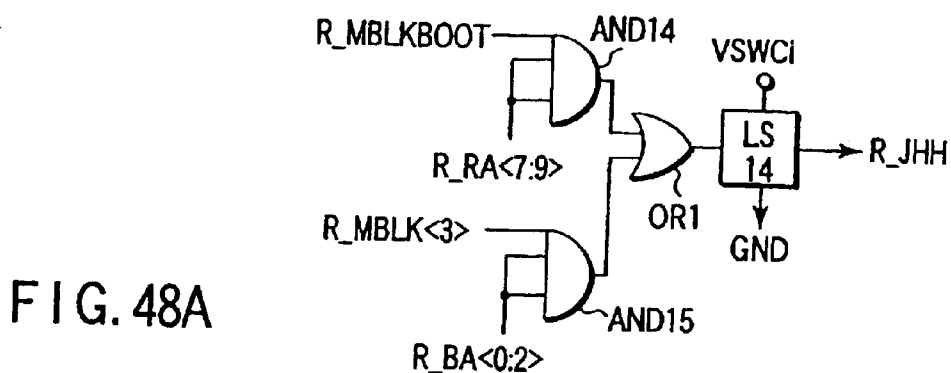 R_MBLKBOOT
AND14
VSWCi
R_RA<7:9>
LS
14
R_JHH
OR1
GND
R_MBLK<3>
AND15
R_BA<0:2>
FIG. 48A